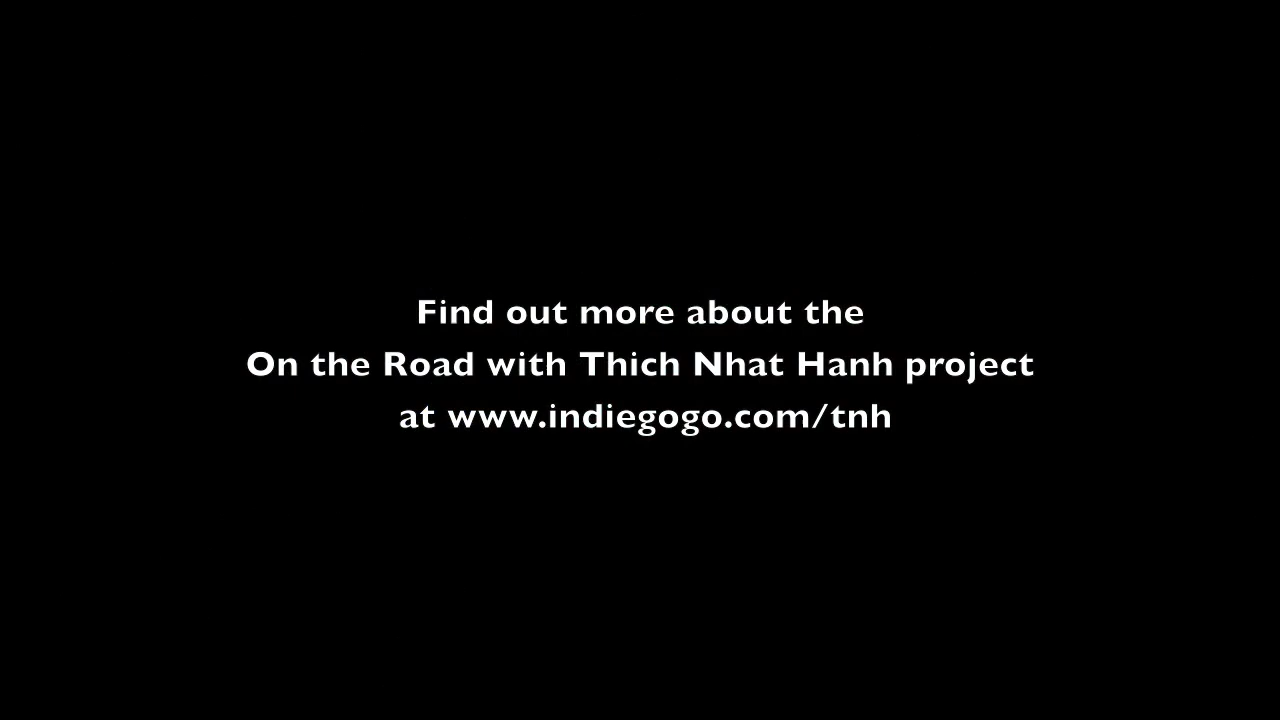 Find out more about the
On the Road with Thich Nhat Hanh project
at www.indiegogo.com/tnh